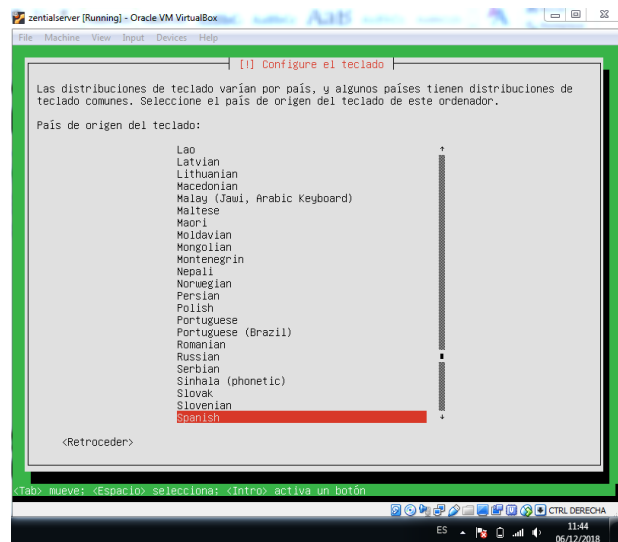 zentialserver [Running] - Oracle VM VirtualBox
File Machine View Input Devices Help
[!] Configure el teclado
Las distribuciones de teclado varían por país, y algunos países tienen distribuciones de
teclado comunes. Seleccione el país de origen del teclado de este ordenador.
País de origen del teclado:
Lao
Latvian
Lithuanian
Macedonian
Malay (Jawi, Arabic Keyboard)
Maltese
Maori
Moldavian
Mongolian
Montenegrin
Nepali
Norwegian
Persian
Polish
Portuguese
Portuguese (Brazil)
Romanian
Russian
Serbian
Sinhala (phonetic)
Slovak
Slovenian
Spanish
<Retroceder>
<Tab> mueve; <Espacio> selecciona; <Intro> activa un botón
CTRL DERECHA
ES 11:44
06/12/2018